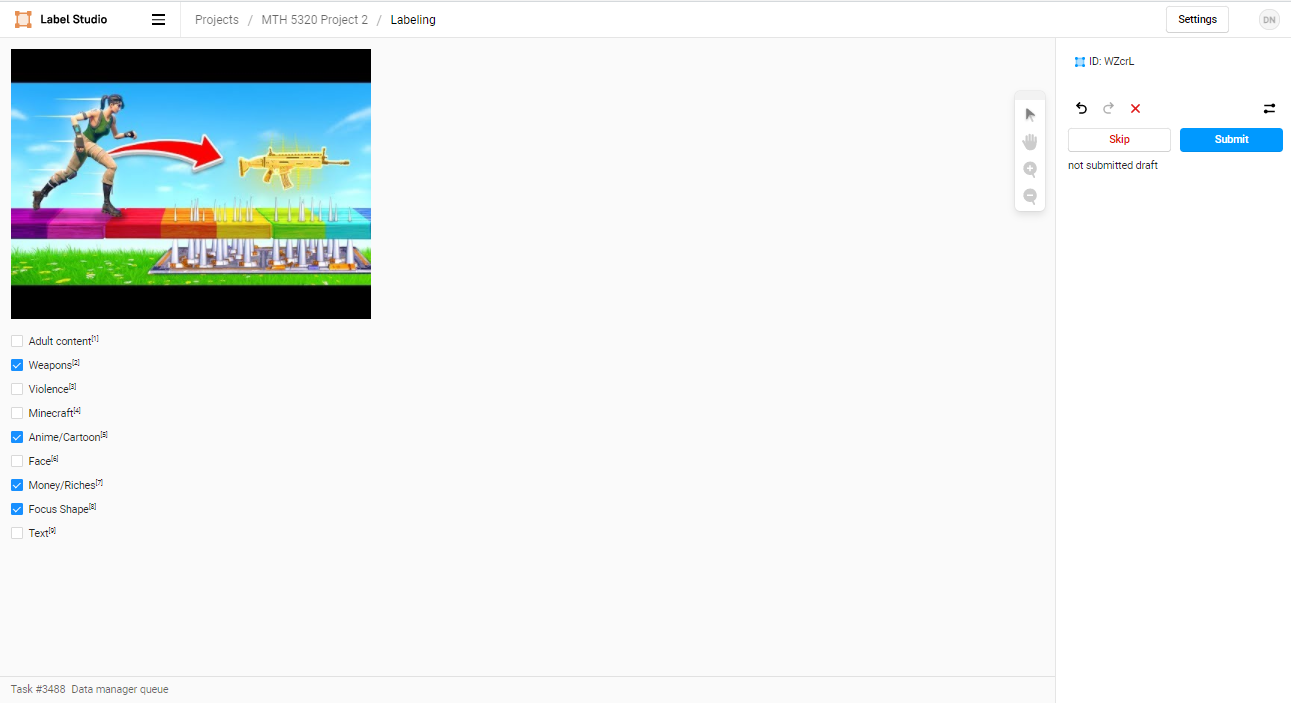 Label Studio
Projects / MTH 5320 Project 2 / Labeling
Settings
DN
ID: WZcrL
Skip
Submit
not submitted draft
Adult content[1]
Weapons[2]
Violence[3]
Minecraft[4]
Anime/Cartoon[5]
Face[6]
Money/Riches[7]
Focus Shape[8]
Text[9]
Task #3488 Data manager queue